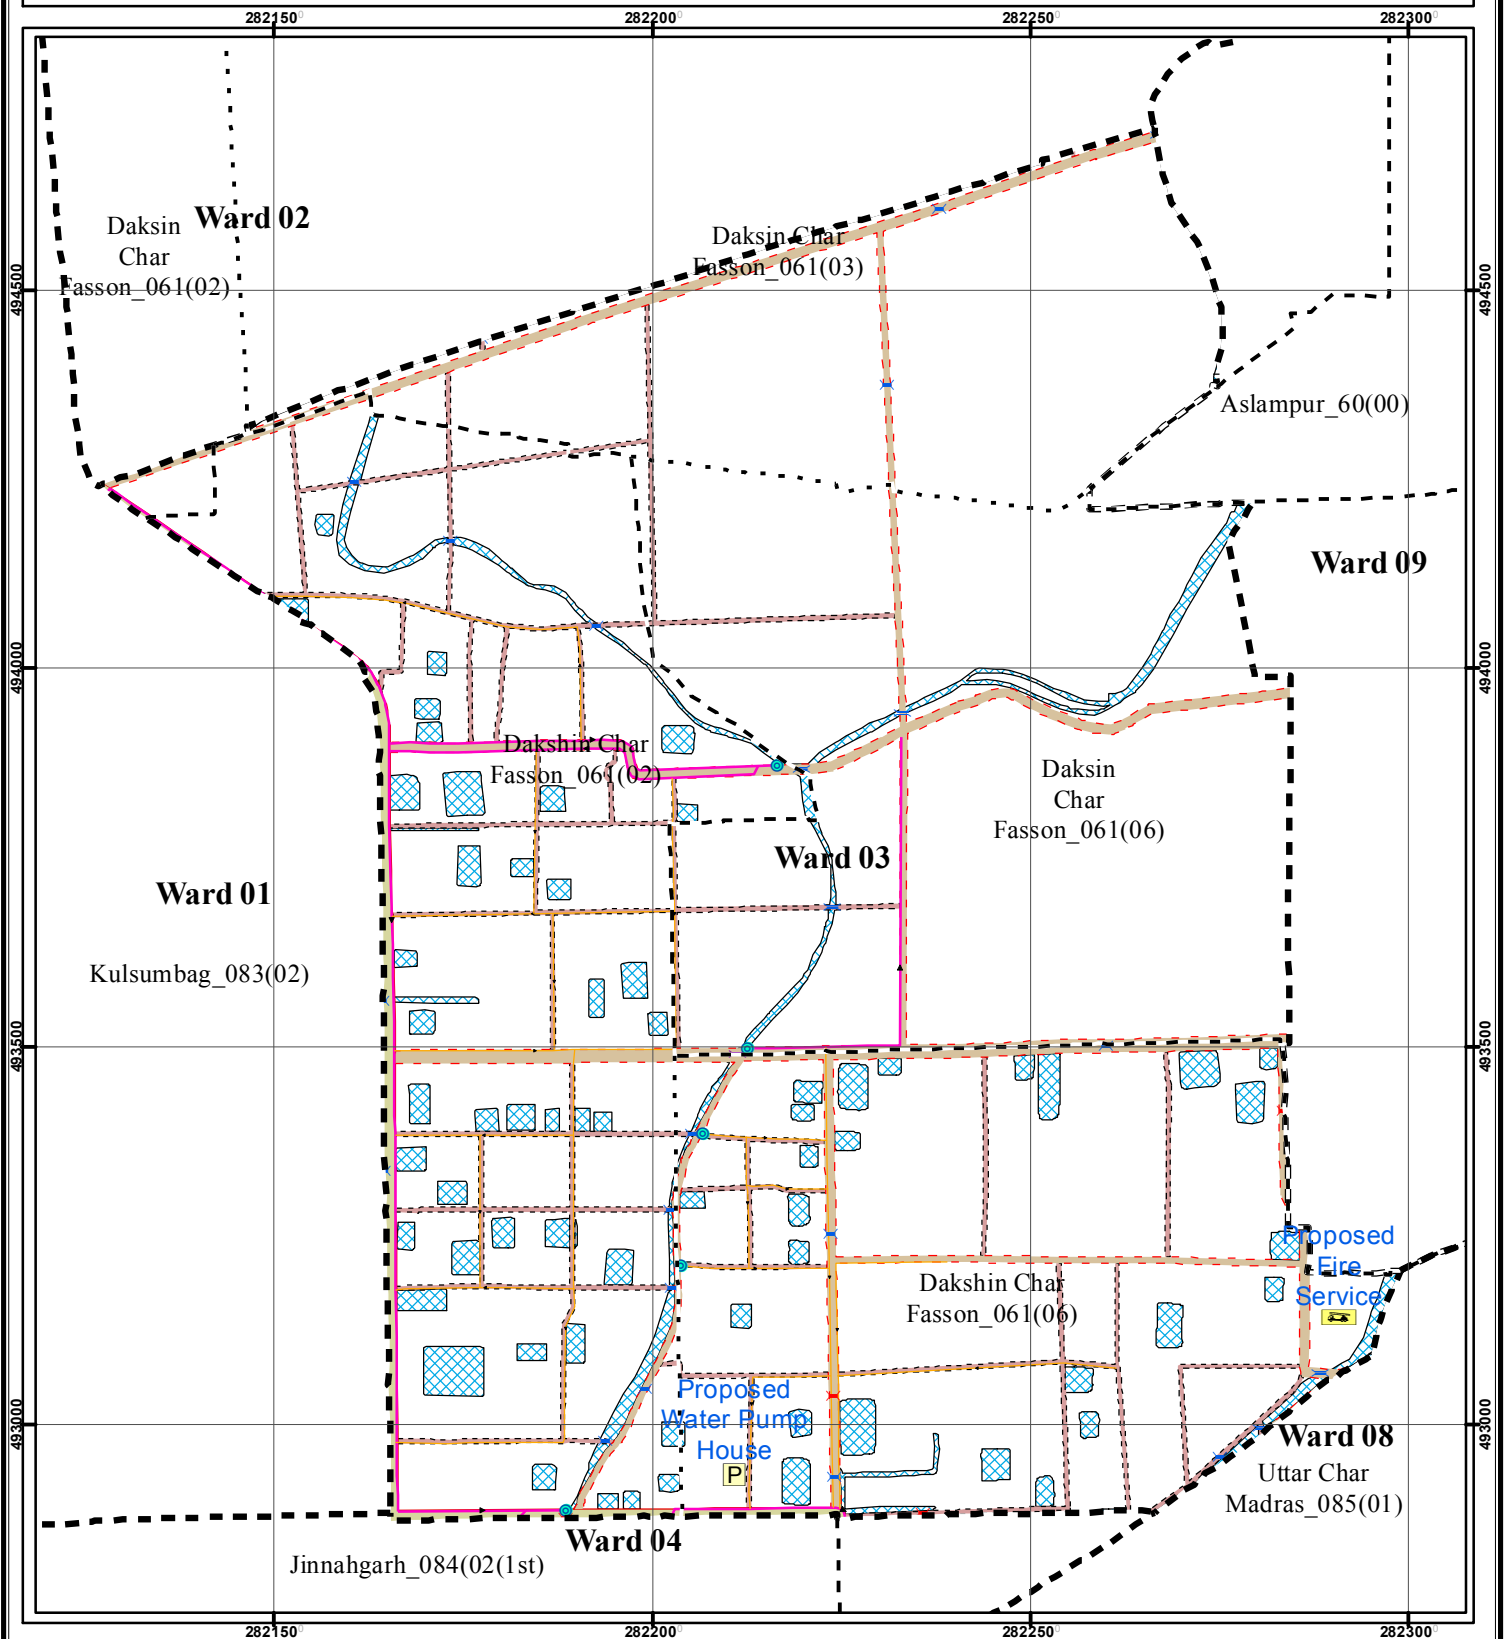 282150 282200 282250 282300
Ward 02
Daksin
Char
Fasson_061(02)
Daksin Char
Fasson_061(03)
494500 494500
Aslampur_60(00)
Ward 09
494000 494000
Dakshin Char
Fasson_061(02)
Daksin
Char
Fasson_061(06)
Ward 03
Ward 01
Kulsumbag_083(02)
493500 493500
Proposed
Fire
Service
Dakshin Char
Fasson_061(06)
Proposed
Water Pump
House
P
493000 493000
Ward 08
Uttar Char
Madras_085(01)
Ward 04
Jinnahgarh_084(02(1st)
282150 282200 282250 282300